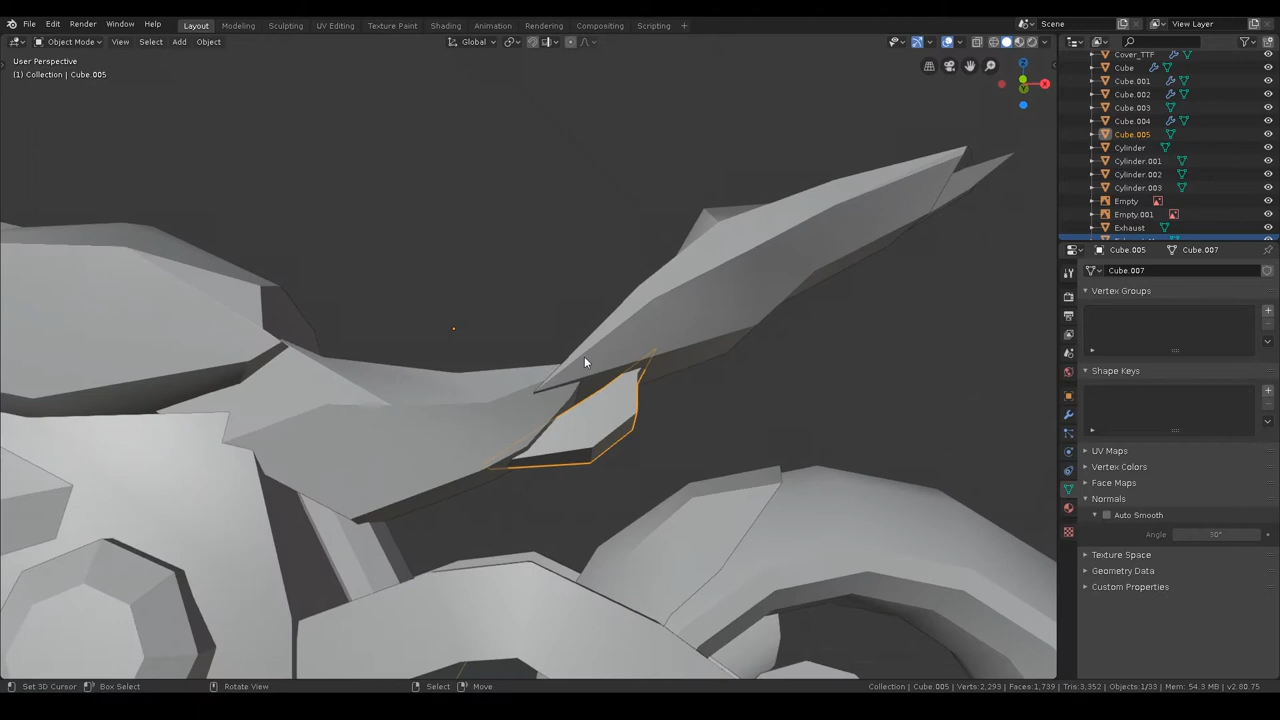 File Edit Render Window Help
Layout Modeling Sculpting UV Editing Texture Paint Shading Animation Rendering Compositing Scripting +
Scene
View Layer
Object Mode View Select Add Object
Global
User Perspective
(1) Collection | Cube.005
Z
Y
X
Cover_TTF
Cube
Cube.001
Cube.002
Cube.003
Cube.004
Cube.005
Cylinder
Cylinder.001
Cylinder.002
Cylinder.003
Empty
Empty.001
Exhaust
Cube.005 Cube.007
Cube.007
Vertex Groups
Shape Keys
UV Maps
Vertex Colors
Face Maps
Normals
Auto Smooth
Angle 30°
Texture Space
Geometry Data
Custom Properties
Set 3D Cursor Box Select Rotate View Select Move
Collection | Cube.005 | Verts:2,293 | Faces:1,739 | Tris:3,352 | Objects:1/33 | Mem: 54.3 MB | v2.80.75